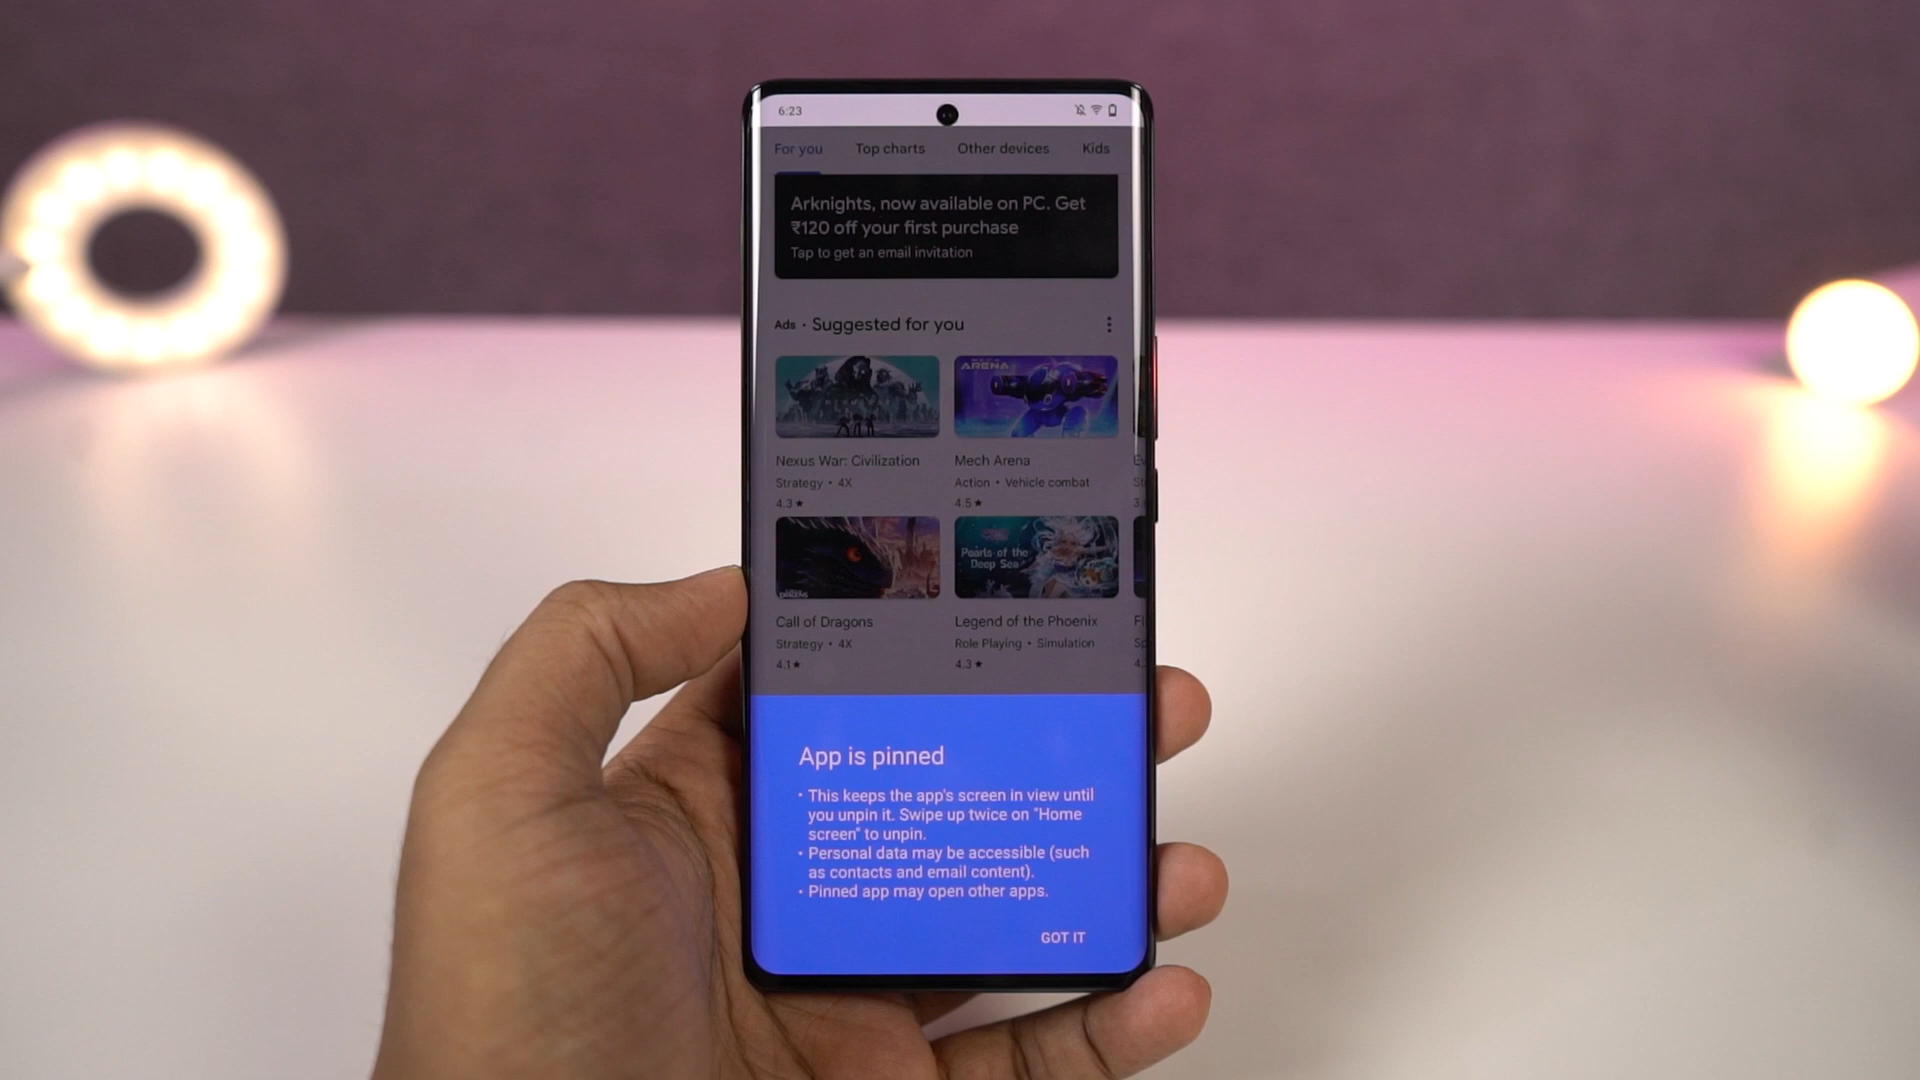 6:23
For you Top charts Other devices Kids
Arknights, now available on PC. Get
₹120 off your first purchase
Tap to get an email invitation
Ads · Suggested for you
ARENA
Nexus War: Civilization
Strategy • 4X
4.3★
Mech Arena
Action • Vehicle combat
4.5★
Pearls of the
Deep Sea
Call of Dragons
Strategy • 4X
4.1★
Legend of the Phoenix
Role Playing • Simulation
4.3★
App is pinned
• This keeps the app's screen in view until
you unpin it. Swipe up twice on "Home
screen" to unpin.
• Personal data may be accessible (such
as contacts and email content).
• Pinned app may open other apps.
GOT IT